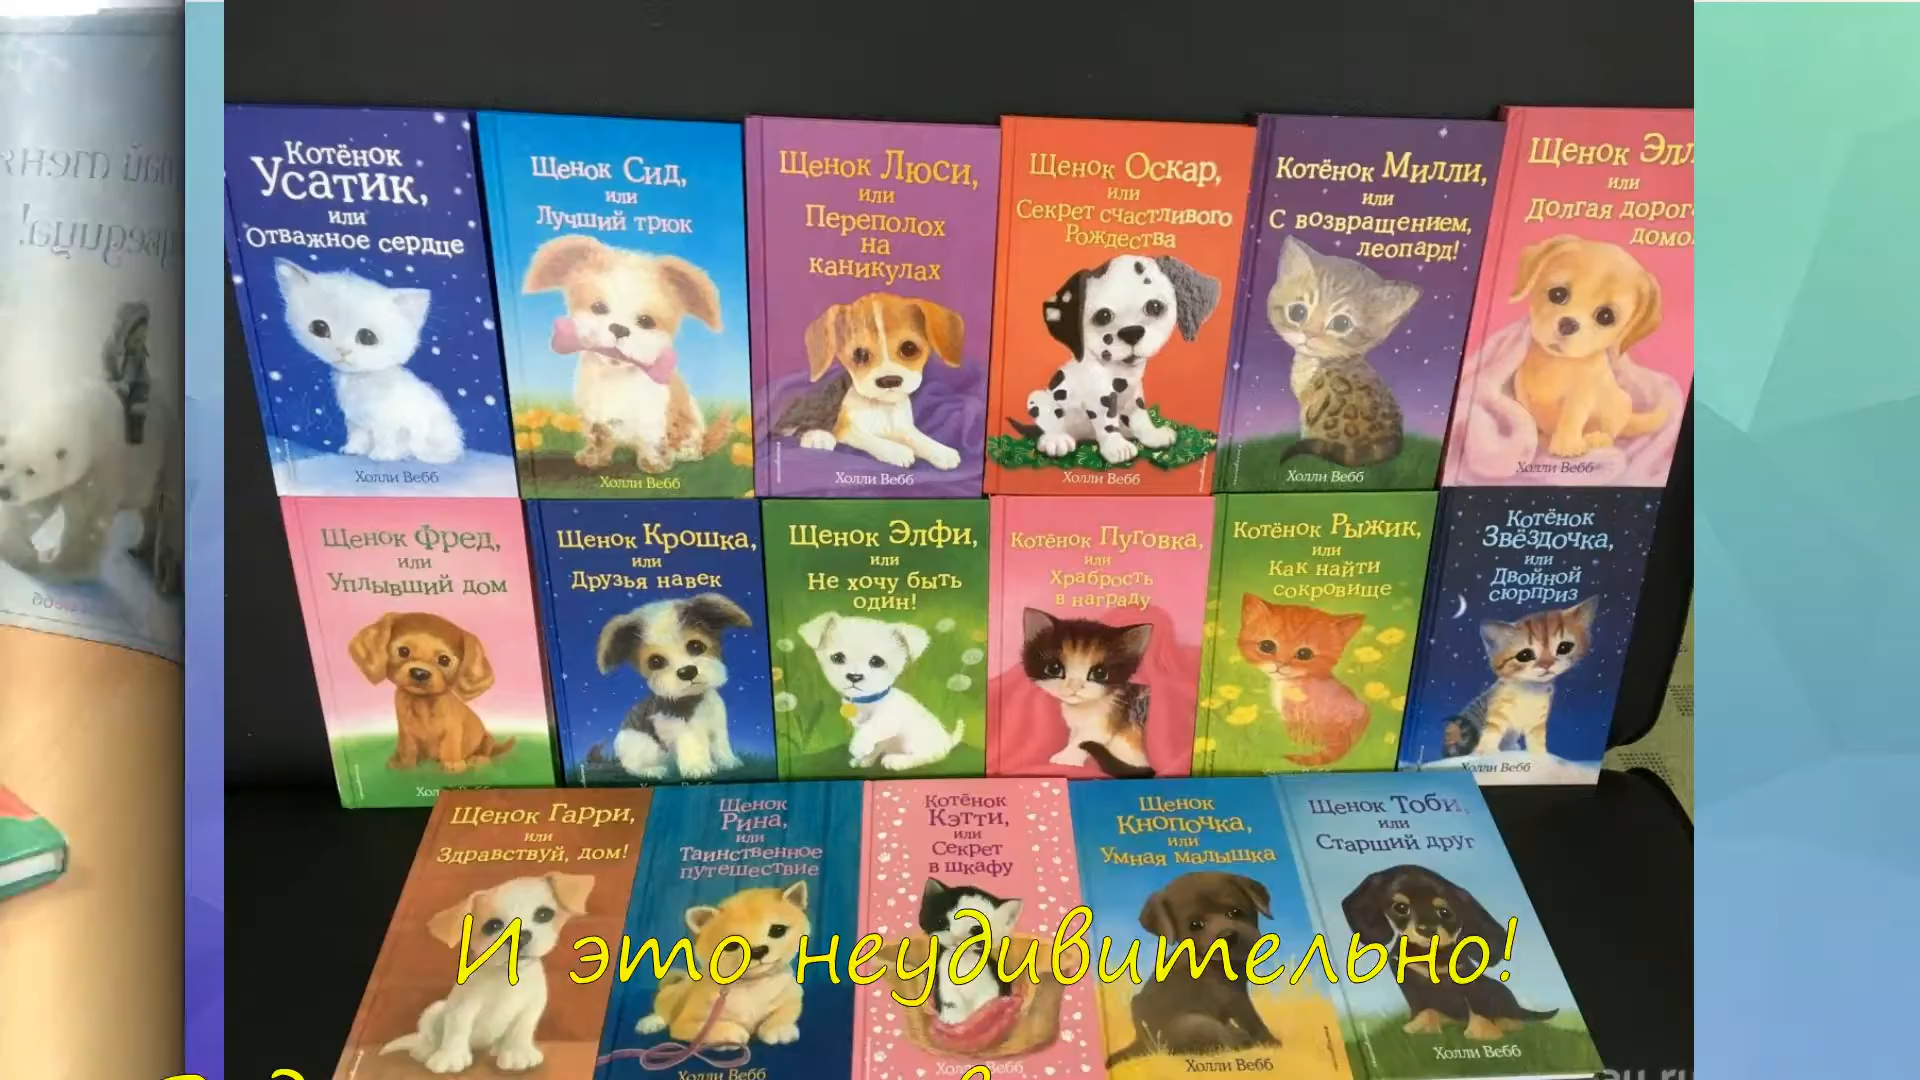 Котёнок
Усатик,
или
Отважное сердце
Холли Вебб
Щенок Сид,
или
Лучший трюк
Холли Вебб
Щенок Люси,
или
Переполох
на
каникулах
Холли Вебб
Щенок Оскар,
или
Секрет счастливого
Рождества
Холли Вебб
Котёнок Милли,
или
С возвращением,
леопард!
Холли Вебб
Щенок Элл
или
Долгая дорог
домо
Холли Вебб
Щенок Фред,
или
Уплывший дом
Хол
Щенок Крошка,
или
Друзья навек
Щенок Элфи,
или
Не хочу быть
один!
Котёнок Пуговка,
или
Храбрость
в награду
Котёнок Рыжик,
или
Как найти
сокровище
Котёнок
Звёздочка,
или
Двойной
сюрприз
Холли Вебб
Щенок Гарри,
или
Здравствуй, дом!
Щенок
Рина,
или
Таинственное
путешествие
Холли Вебб
Котёнок
Кэтти,
или
Секрет
в шкафу
Холли Вебб
Щенок
Кнопочка,
или
Умная малышка
Холли Вебб
Щенок Тоби,
или
Старший друг
Холли Вебб
И это неудивительно!